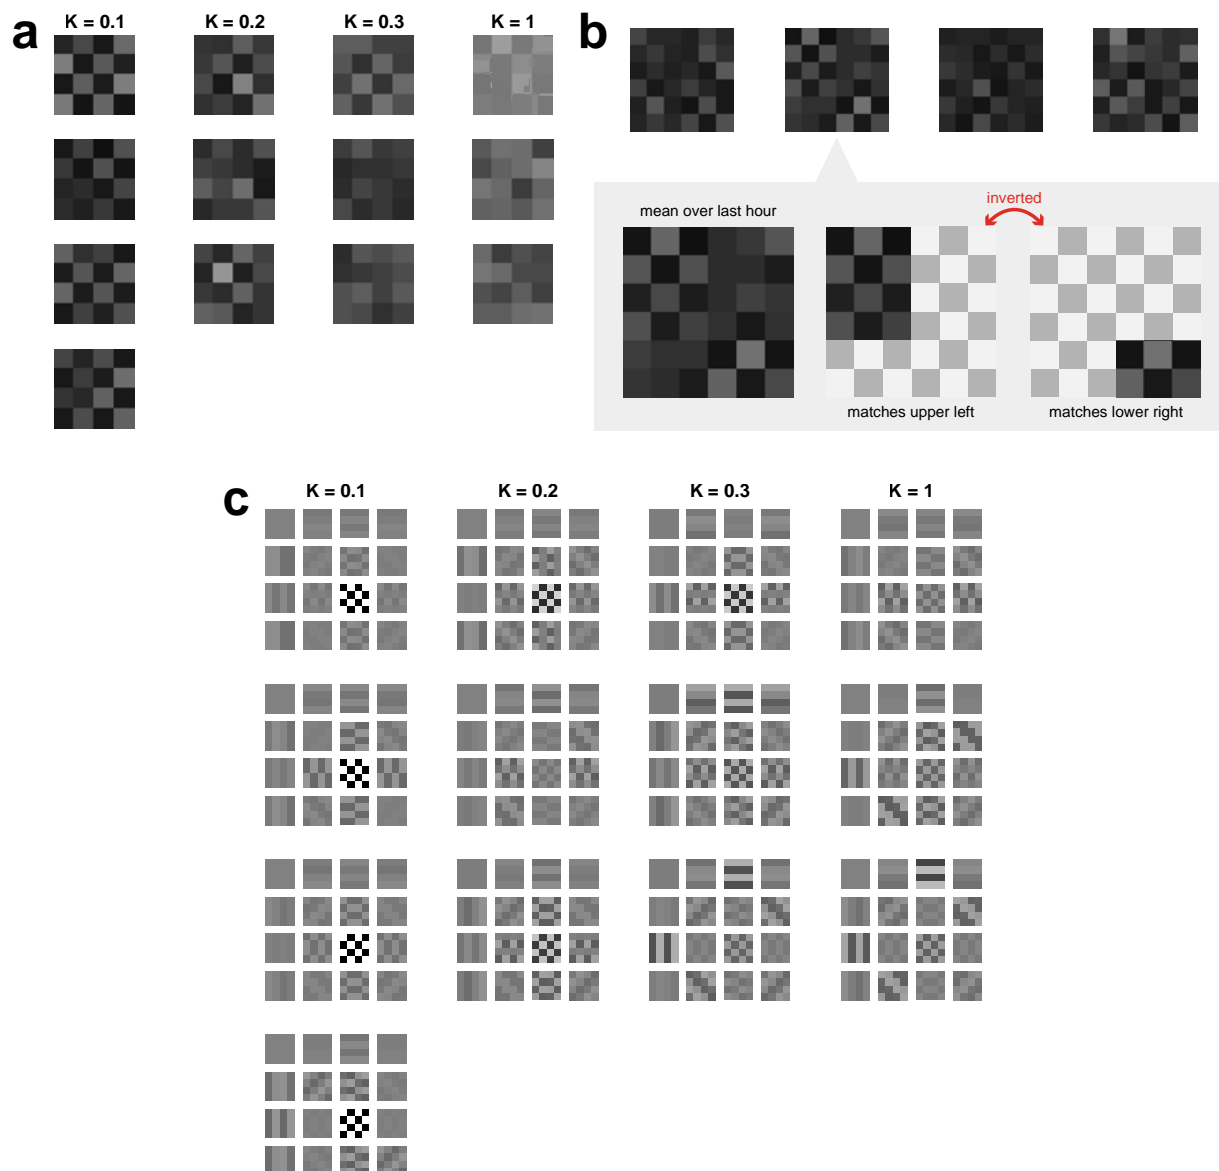 a
K = 0.1 K = 0.2 K = 0.3 K = 1
b
mean over last hour
inverted
matches upper left
matches lower right
c
K = 0.1 K = 0.2 K = 0.3 K = 1